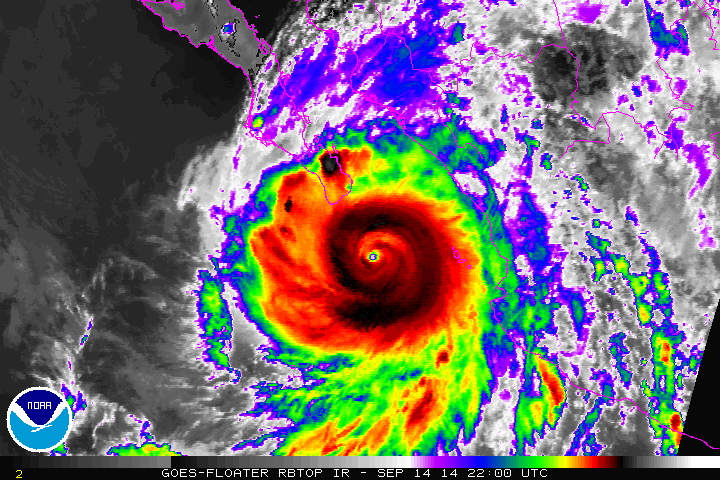 NOAA
2 GOES-FLOATER RBTOP IR - SEP 14 14 22:00 UTC